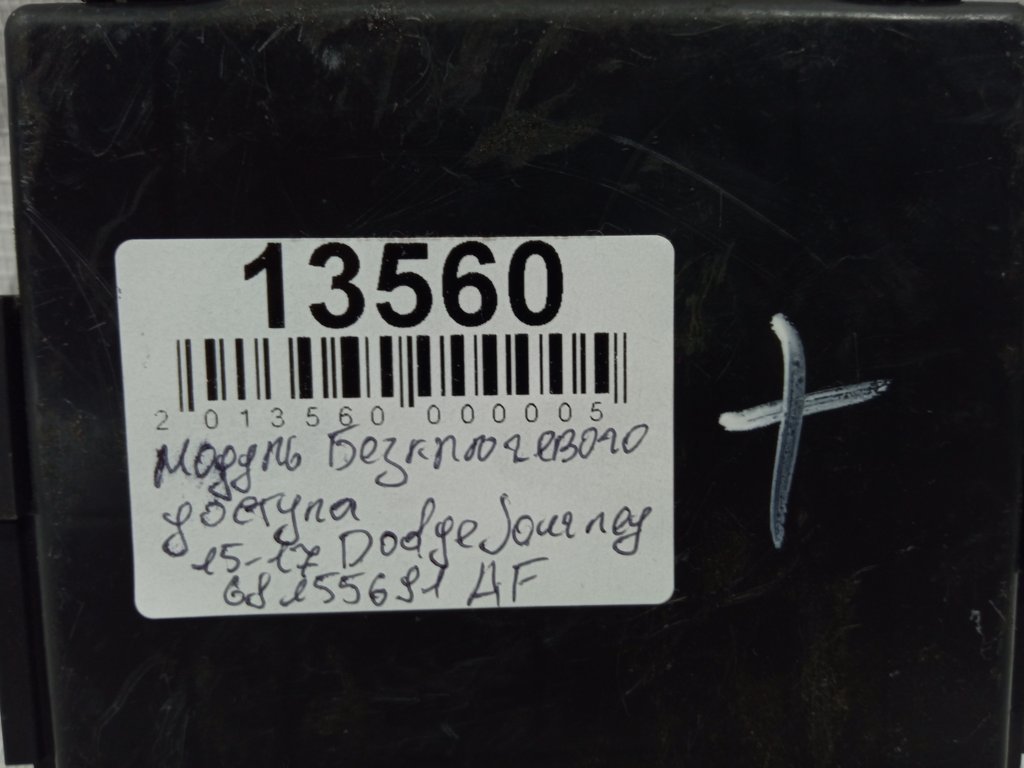 13560
2 013560 000005
модуль Безключевого
доступа
15-17 Dodge Journey
68155691 AF